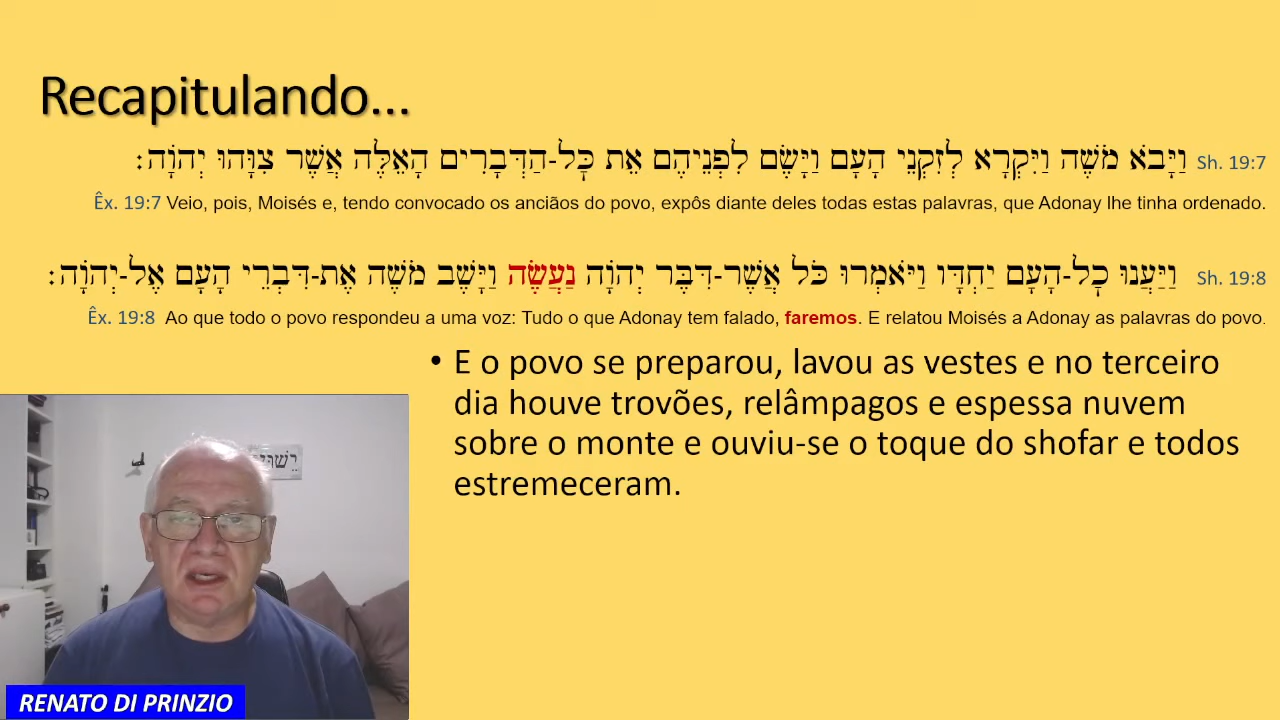 Recapitulando...
Sh. 19:7 וַיָּבֹא מֹשֶׁה וַיִּקְרָא לְזִקְנֵי הָעָם וַיָּשֶׂם לִפְנֵיהֶם אֵת כָּל-הַדְּבָרִים הָאֵלֶּה אֲשֶׁר צִוָּהוּ יְהוָֹה:
Êx. 19:7 Veio, pois, Moisés e, tendo convocado os anciãos do povo, expôs diante deles todas estas palavras, que Adonay lhe tinha ordenado.
Sh. 19:8 וַיַּעֲנוּ כָל-הָעָם יַחְדָּו וַיֹּאמְרוּ כֹּל אֲשֶׁר-דִּבֶּר יְהוָֹה נַעֲשֶׂה וַיָּשֶׁב מֹשֶׁה אֶת-דִּבְרֵי הָעָם אֶל-יְהוָֹה:
Êx. 19:8 Ao que todo o povo respondeu a uma voz: Tudo o que Adonay tem falado, faremos. E relatou Moisés a Adonay as palavras do povo.
• E o povo se preparou, lavou as vestes e no terceiro
dia houve trovões, relâmpagos e espessa nuvem
sobre o monte e ouviu-se o toque do shofar e todos
estremeceram.
RENATO DI PRINZIO